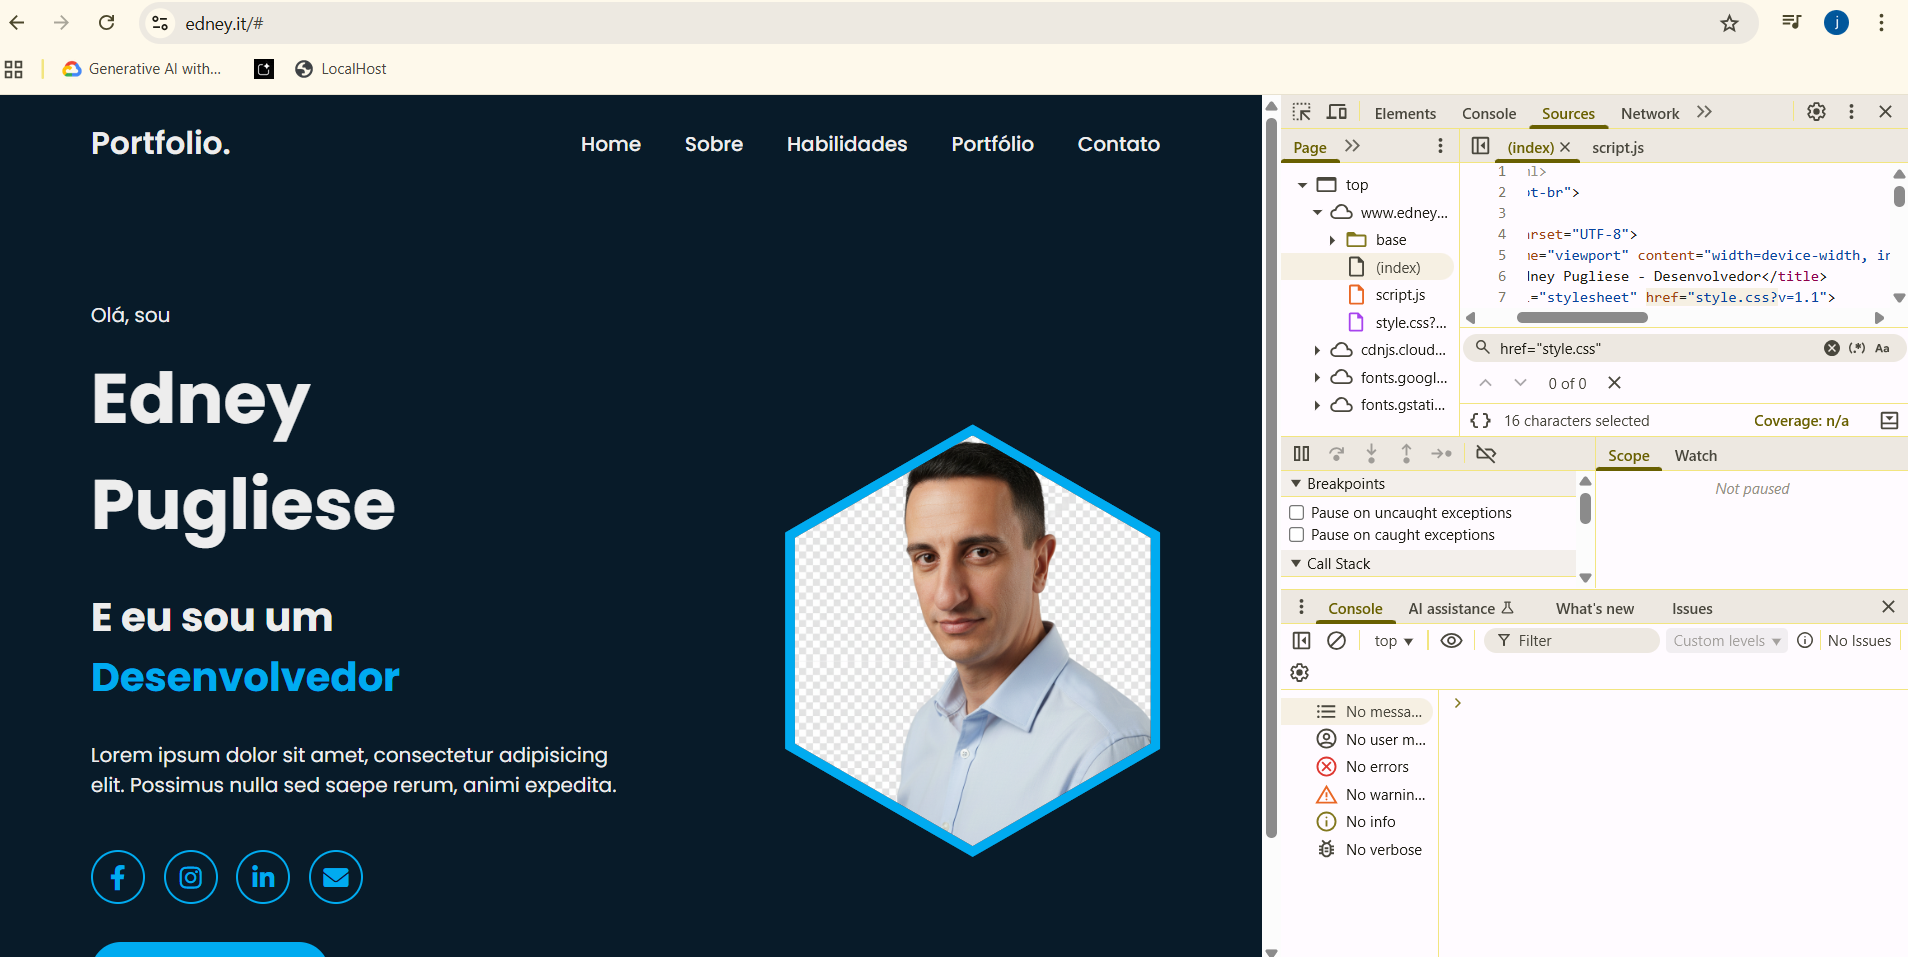 edney.it/#
j
Generative AI with...
LocalHost
Portfolio.
Home
Sobre
Habilidades
Portfólio
Contato
Olá, sou
Edney
Pugliese
E eu sou um
Desenvolvedor
Lorem ipsum dolor sit amet, consectetur adipisicing
elit. Possimus nulla sed saepe rerum, animi expedita.
Elements
Console
Sources
Network
Page
(index)
script.js
top
www.edney...
base
(index)
script.js
style.css?...
cdnjs.cloud...
fonts.googl...
fonts.gstati...
1
2 ot-br">
3
4 arset="UTF-8">
5 me="viewport" content="width=device-width, in
6 dney Pugliese - Desenvolvedor</title>
7 ="stylesheet" href="style.css?v=1.1">
href="style.css"
(.*) Aa
0 of 0
{} 16 characters selected
Coverage: n/a
Scope
Watch
Not paused
Breakpoints
Pause on uncaught exceptions
Pause on caught exceptions
Call Stack
Console
AI assistance
What's new
Issues
top
Filter
Custom levels
No Issues
No messa...
No user m...
No errors
No warnin...
No info
No verbose